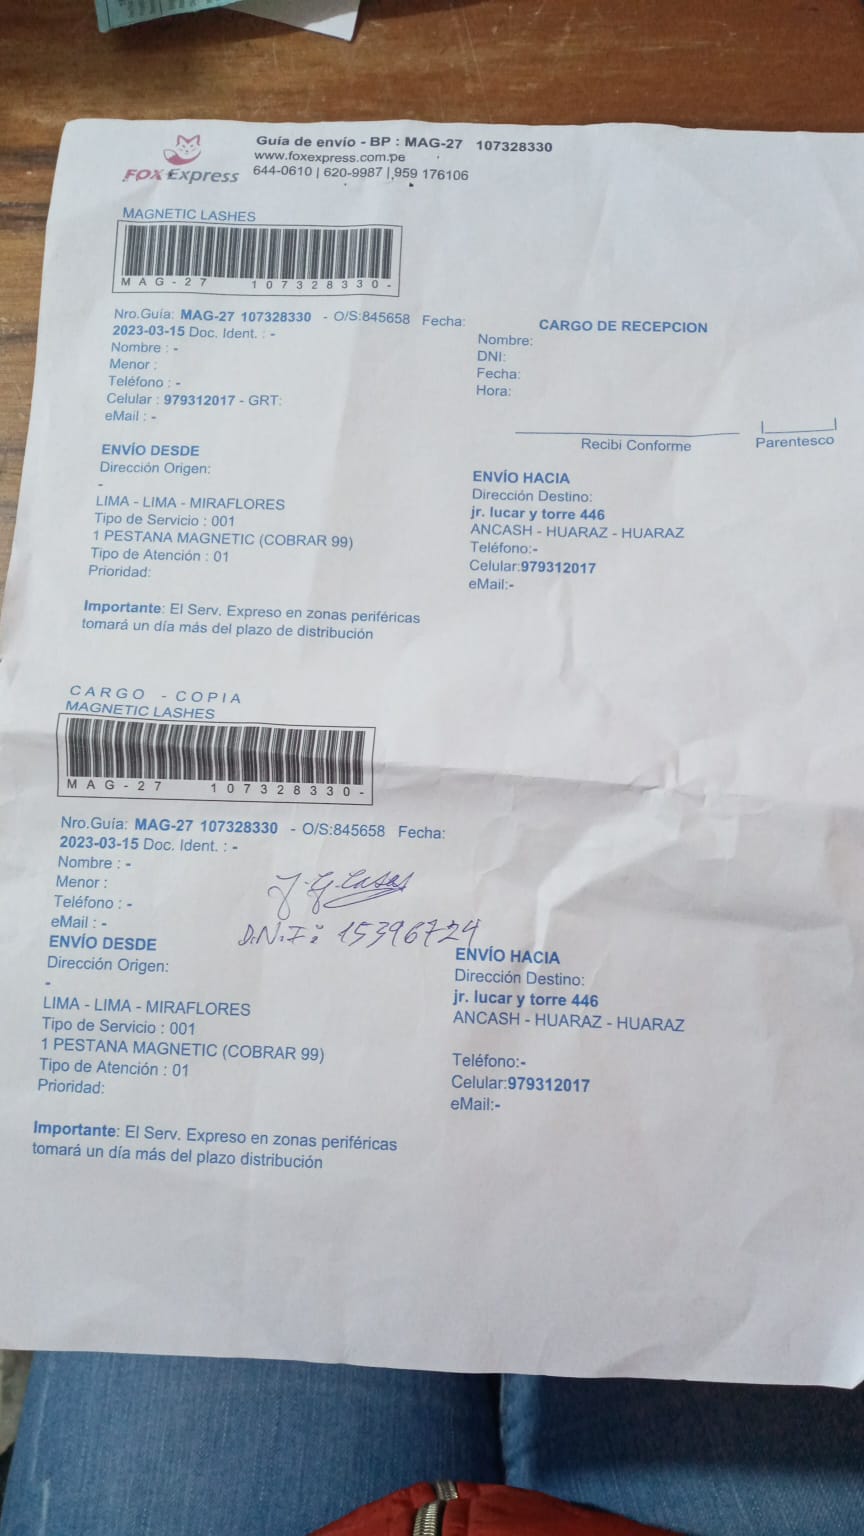 FOX Express
Guía de envío - BP : MAG-27 107328330
www.foxexpress.com.pe
644-0610 | 620-9987 | 959 176106
MAGNETIC LASHES
MAG-27 107328330-
Nro.Guía: MAG-27 107328330 - O/S:845658 Fecha:
2023-03-15 Doc. Ident. : -
Nombre : -
Menor :
Teléfono : -
Celular : 979312017 - GRT:
eMail : -
CARGO DE RECEPCION
Nombre:
DNI:
Fecha:
Hora:
Recibi Conforme
Parentesco
ENVÍO DESDE
Dirección Origen:
-
LIMA - LIMA - MIRAFLORES
Tipo de Servicio : 001
1 PESTANA MAGNETIC (COBRAR 99)
Tipo de Atención : 01
Prioridad:
ENVÍO HACIA
Dirección Destino:
jr. lucar y torre 446
ANCASH - HUARAZ - HUARAZ
Teléfono:-
Celular:979312017
eMail:-
Importante: El Serv. Expreso en zonas periféricas
tomará un día más del plazo de distribución
CARGO - COPIA
MAGNETIC LASHES
MAG-27 107328330-
Nro.Guía: MAG-27 107328330 - O/S:845658 Fecha:
2023-03-15 Doc. Ident. : -
Nombre : -
Menor :
Teléfono : -
eMail : -
D.N.I: 15396724
ENVÍO DESDE
Dirección Origen:
-
LIMA - LIMA - MIRAFLORES
Tipo de Servicio : 001
1 PESTANA MAGNETIC (COBRAR 99)
Tipo de Atención : 01
Prioridad:
ENVÍO HACIA
Dirección Destino:
jr. lucar y torre 446
ANCASH - HUARAZ - HUARAZ
Teléfono:-
Celular:979312017
eMail:-
Importante: El Serv. Expreso en zonas periféricas
tomará un día más del plazo distribución